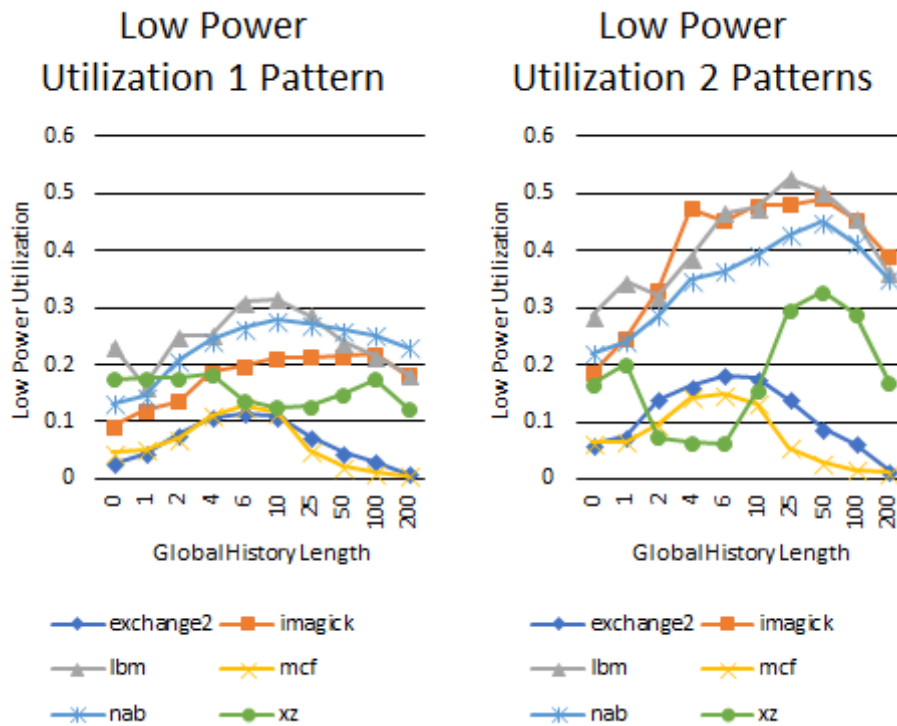 Low Power
Utilization 1 Pattern
0.6
0.5
0.4
0.3
0.2
0.1
0
Low Power Utilization
0 1 2 4 6 10 25 50 100 200
Global History Length
exchange2 imagick
lbm mcf
nab xz
Low Power
Utilization 2 Patterns
0.6
0.5
0.4
0.3
0.2
0.1
0
Low Power Utilization
0 1 2 4 6 10 25 50 100 200
Global History Length
exchange2 imagick
lbm mcf
nab xz